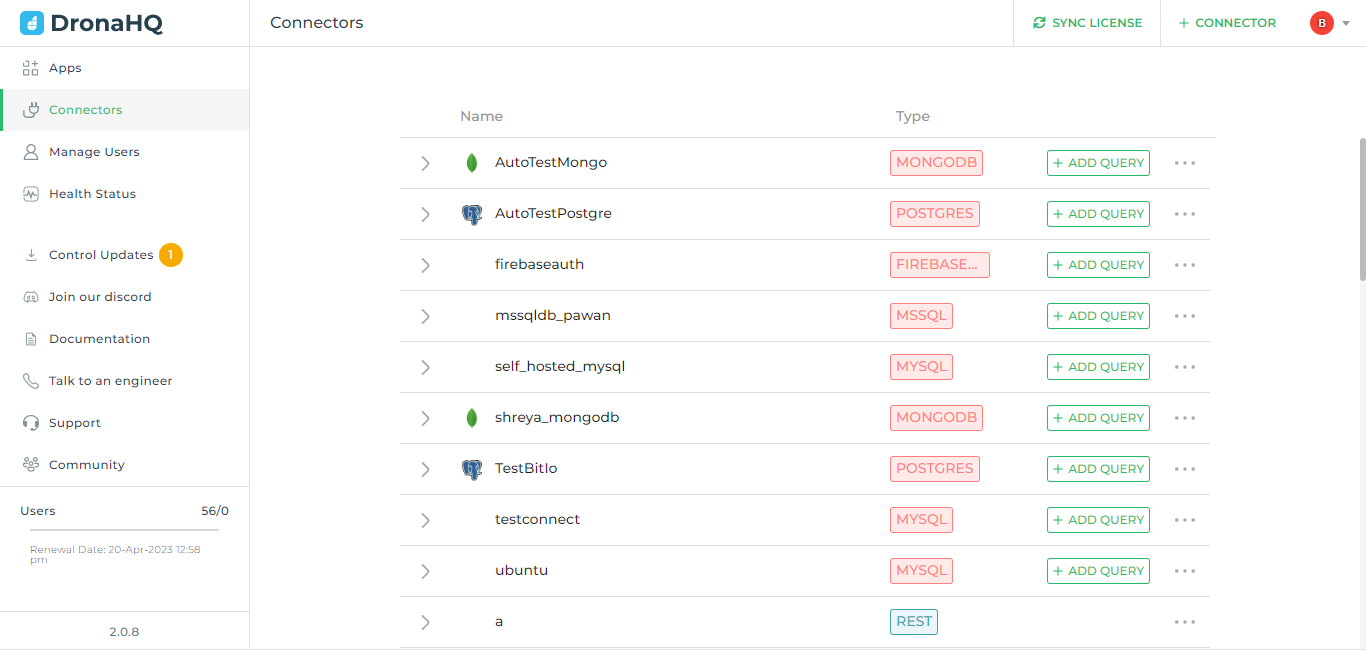 DronaHQ
Connectors
SYNC LICENSE
+ CONNECTOR
B
Apps
Connectors
Manage Users
Health Status
Control Updates 1
Join our discord
Documentation
Talk to an engineer
Support
Community
Users 56/0
Renewal Date: 20-Apr-2023 12:58
pm
2.0.8
Name Type
AutoTestMongo MONGODB + ADD QUERY
AutoTestPostgre POSTGRES + ADD QUERY
firebaseauth FIREBASE... + ADD QUERY
mssqldb_pawan MSSQL + ADD QUERY
self_hosted_mysql MYSQL + ADD QUERY
shreya_mongodb MONGODB + ADD QUERY
TestBitIo POSTGRES + ADD QUERY
testconnect MYSQL + ADD QUERY
ubuntu MYSQL + ADD QUERY
a REST